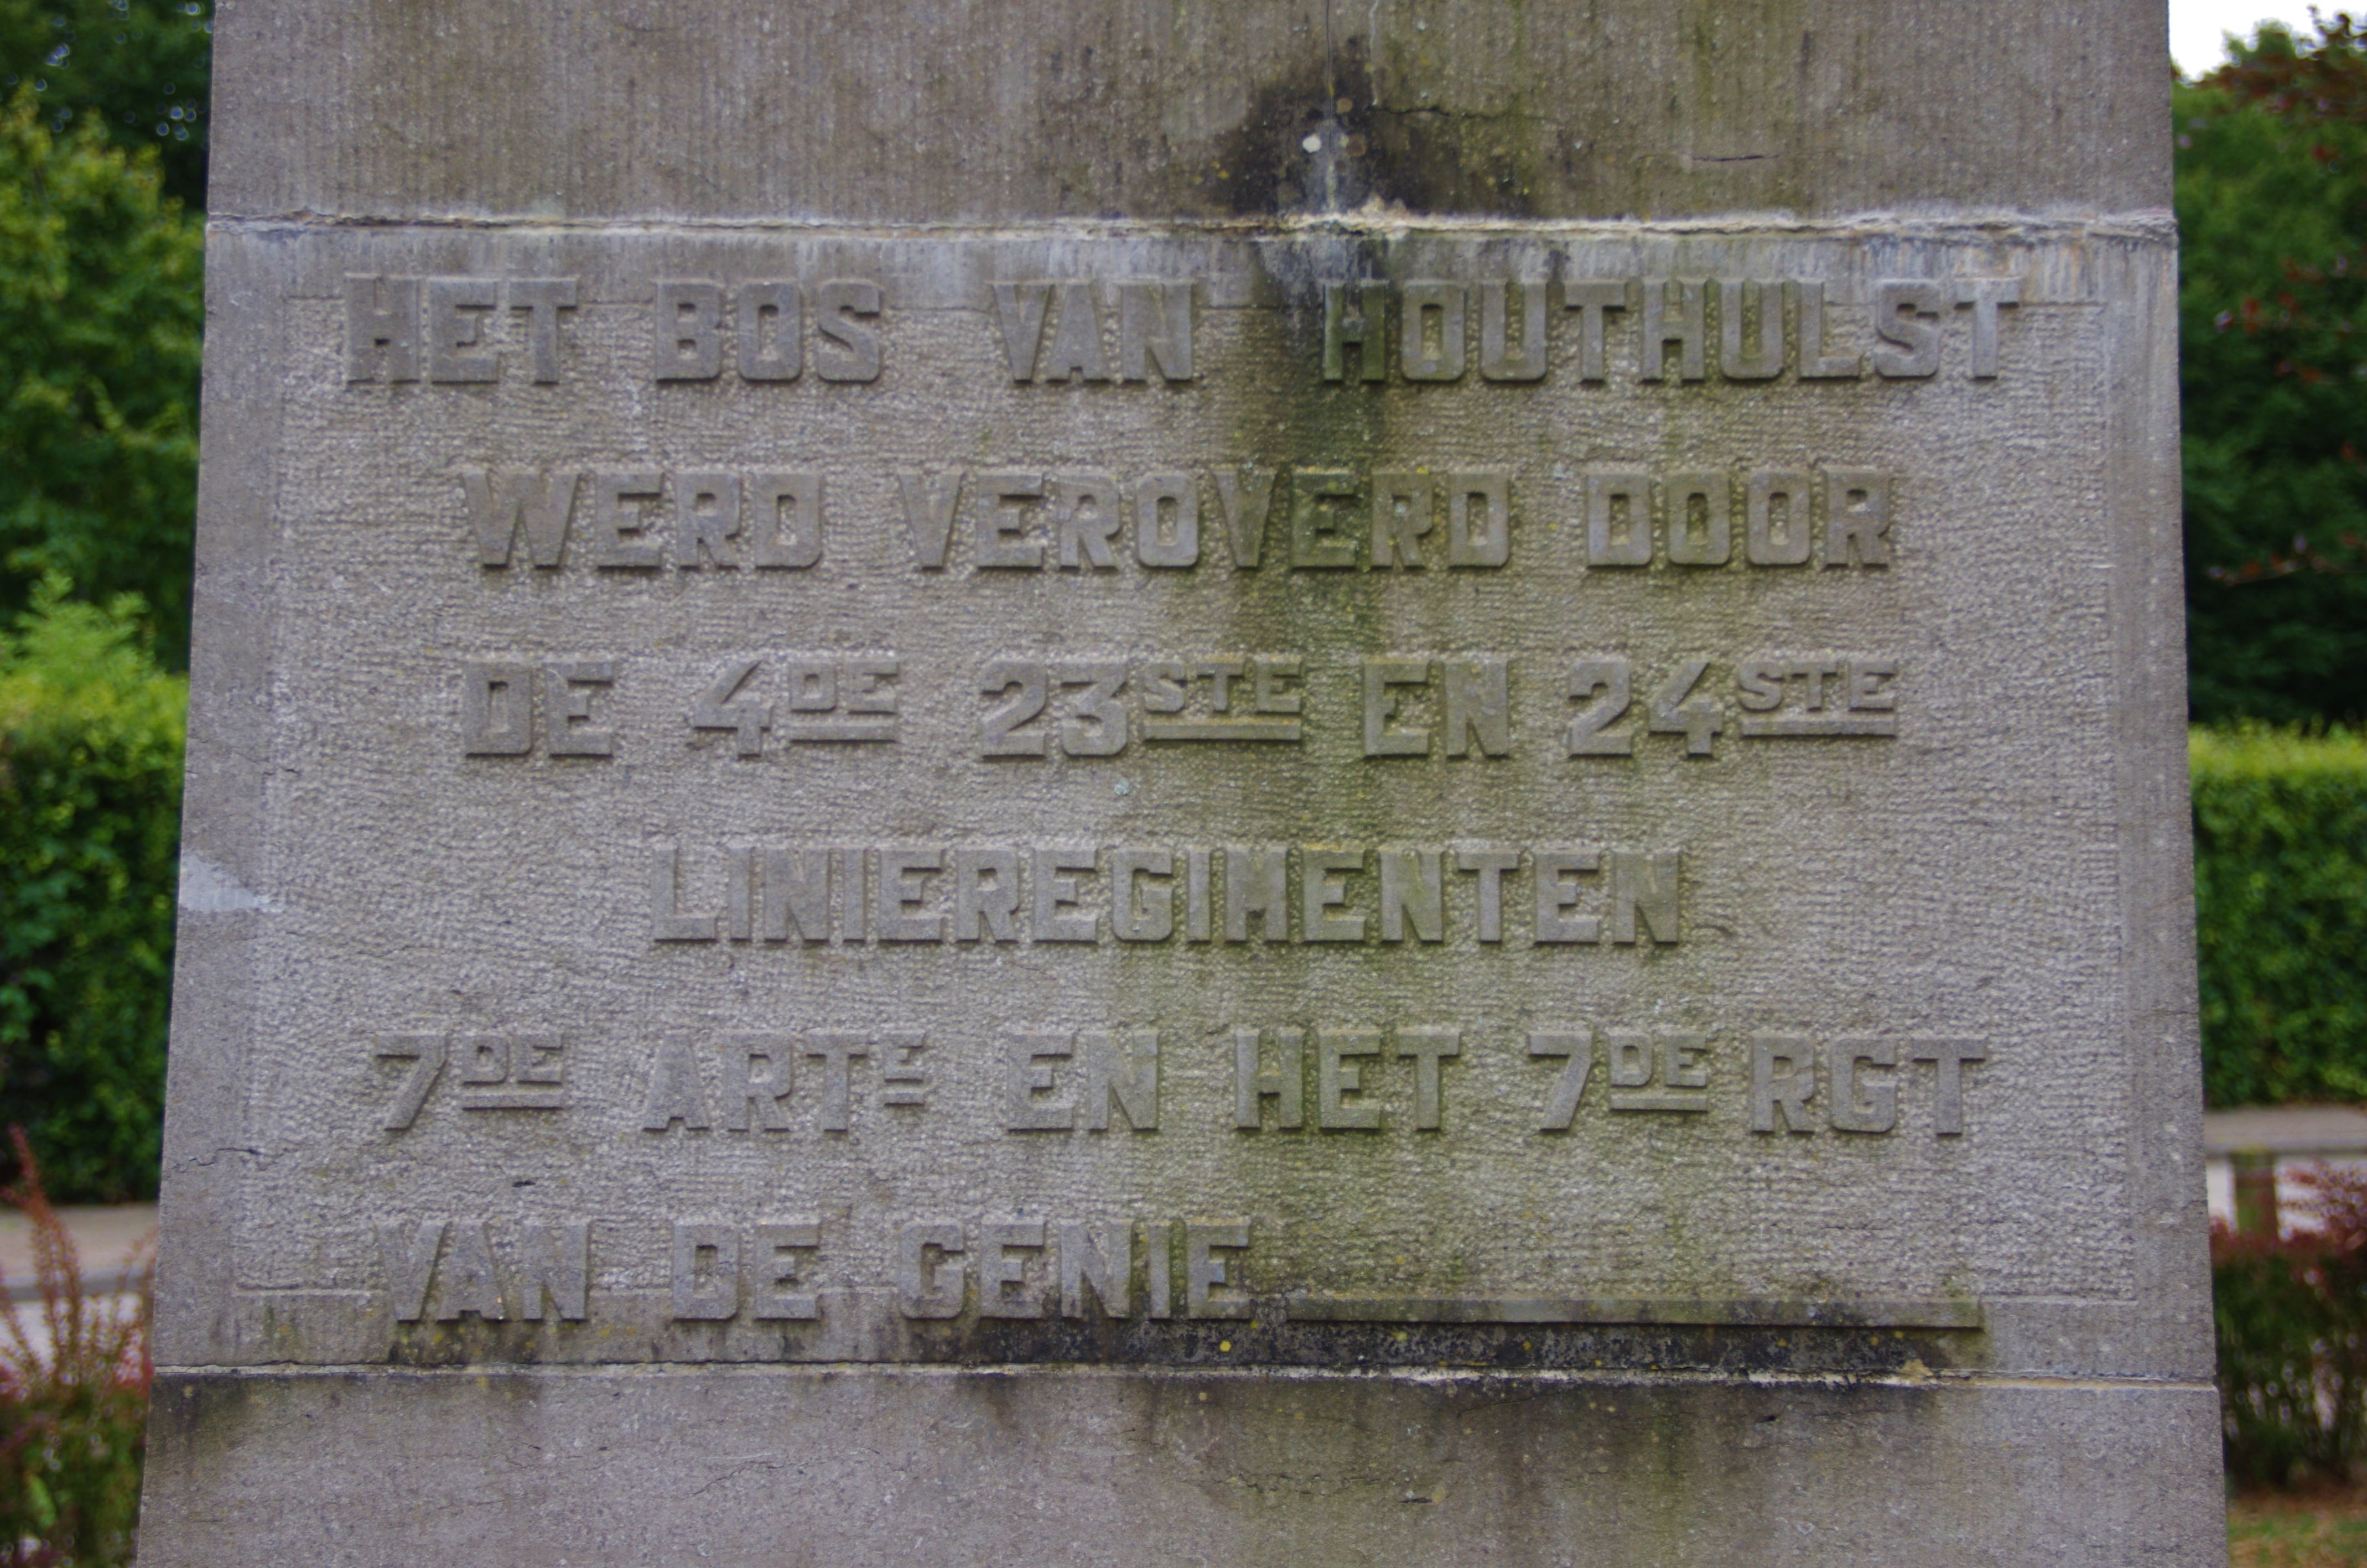 HET BOS VAN HOUTHULST
WERD VEROVERD DOOR
DE 4DE 23STE EN 24STE
LINIEREGIMENTEN
7DE ARTE EN HET 7DE RGT
VAN DE GENIE